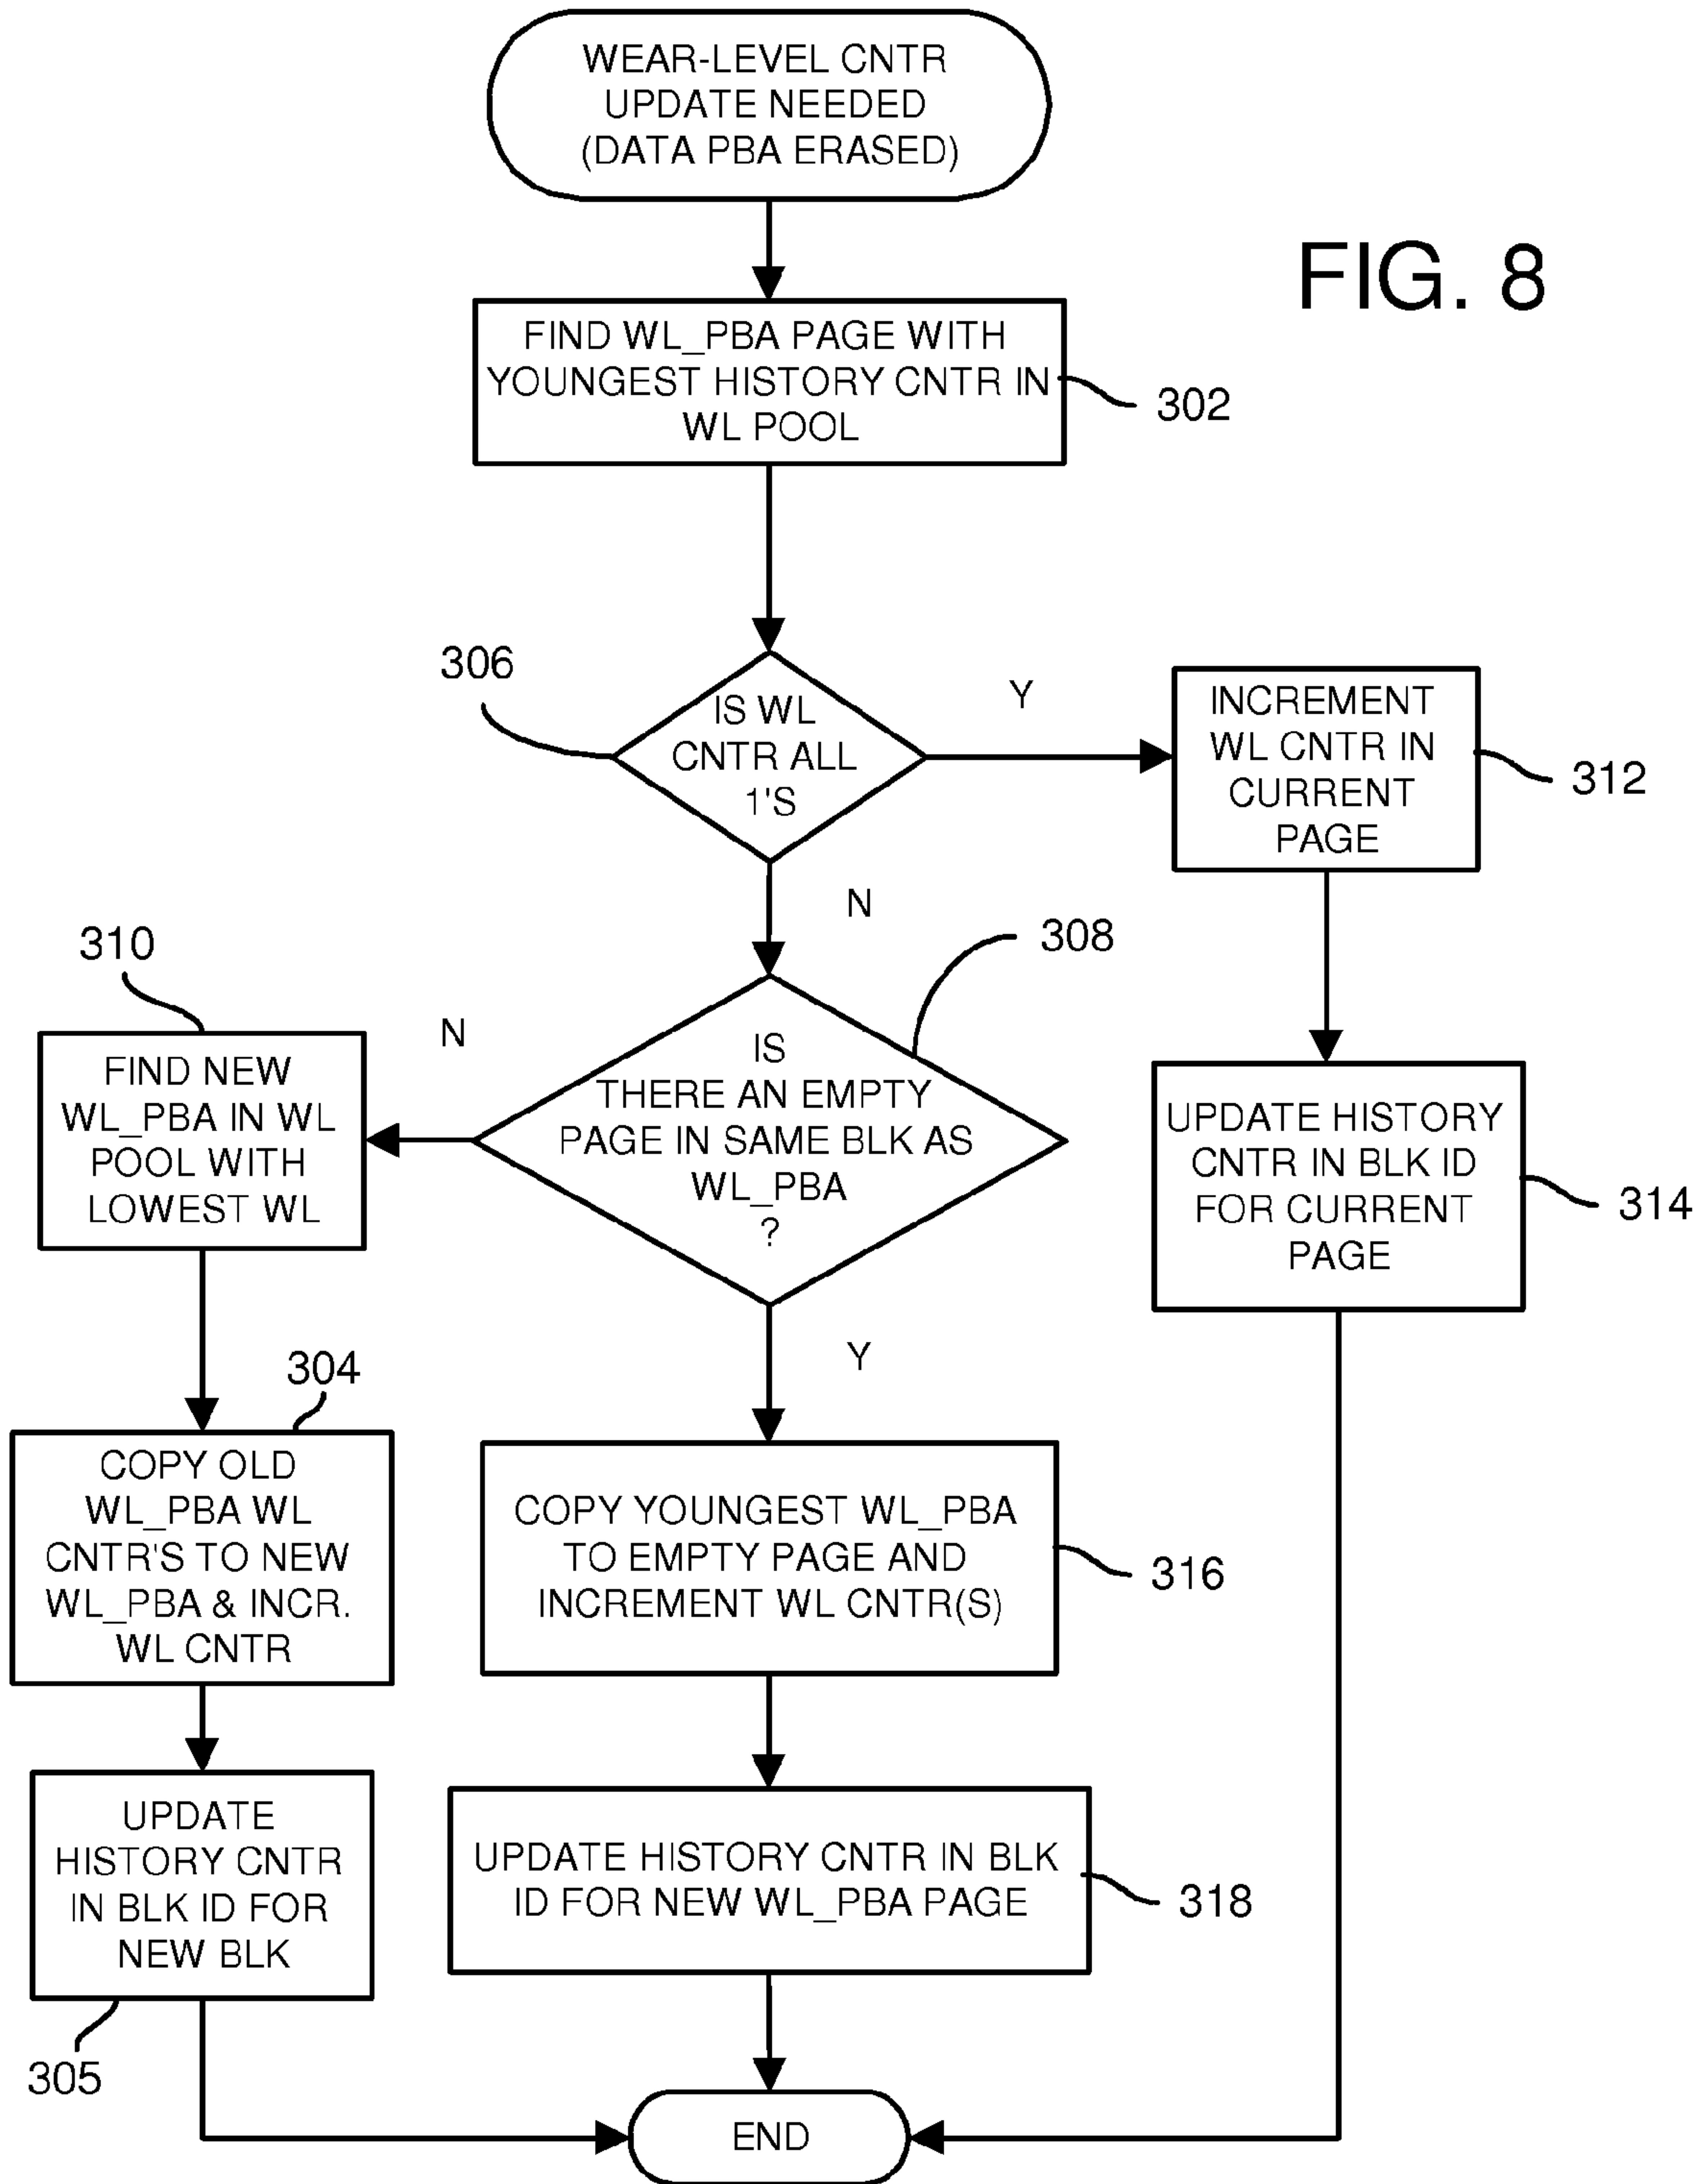 WEAR-LEVEL CNTR
UPDATE NEEDED
(DATA PBA ERASED)
FIG. 8
FIND WL_PBA PAGE WITH
YOUNGEST HISTORY CNTR IN
WL POOL
302
306
IS WL
CNTR ALL
1'S
Y
N
INCREMENT
WL CNTR IN
CURRENT
PAGE
312
308
IS
THERE AN EMPTY
PAGE IN SAME BLK AS
WL_PBA
?
N
Y
310
FIND NEW
WL_PBA IN WL
POOL WITH
LOWEST WL
UPDATE HISTORY
CNTR IN BLK ID
FOR CURRENT
PAGE
314
304
COPY OLD
WL_PBA WL
CNTR'S TO NEW
WL_PBA & INCR.
WL CNTR
COPY YOUNGEST WL_PBA
TO EMPTY PAGE AND
INCREMENT WL CNTR(S)
316
UPDATE
HISTORY CNTR
IN BLK ID FOR
NEW BLK
305
UPDATE HISTORY CNTR IN BLK
ID FOR NEW WL_PBA PAGE
318
END